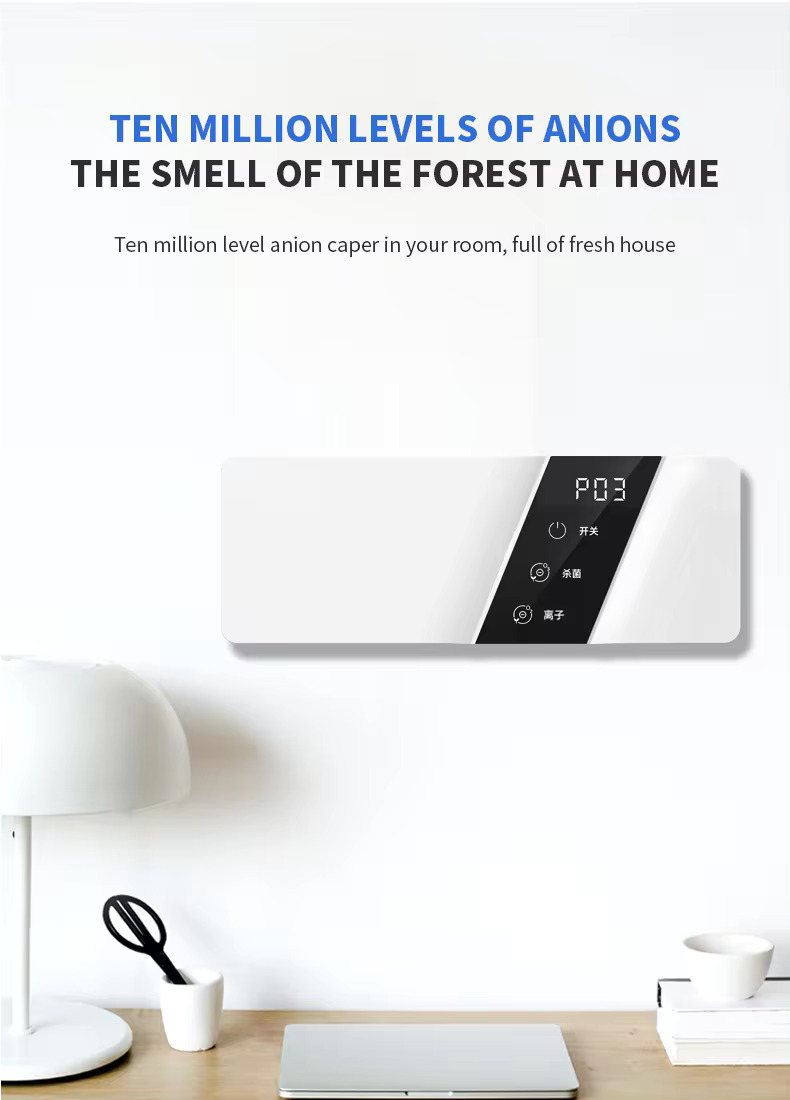 TEN MILLION LEVELS OF ANIONS
THE SMELL OF THE FOREST AT HOME
Ten million level anion caper in your room, full of fresh house
P03
开关
杀菌
离子